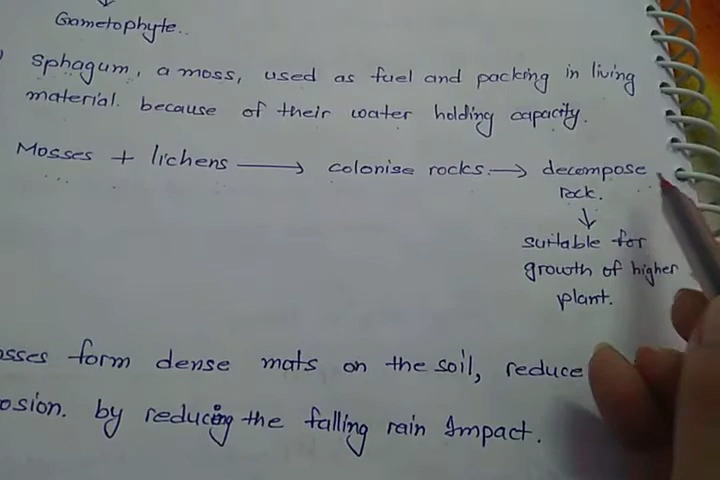 Gametophyte..
Sphagum, a moss, used as fuel and packing in living
material. because of their water holding capacity.
Mosses + lichens → colonise rocks. → decompose
rock.
↓
suitable for
growth of higher
plant.
osses form dense mats on the soil, reduce
osion. by reducing the falling rain Impact.